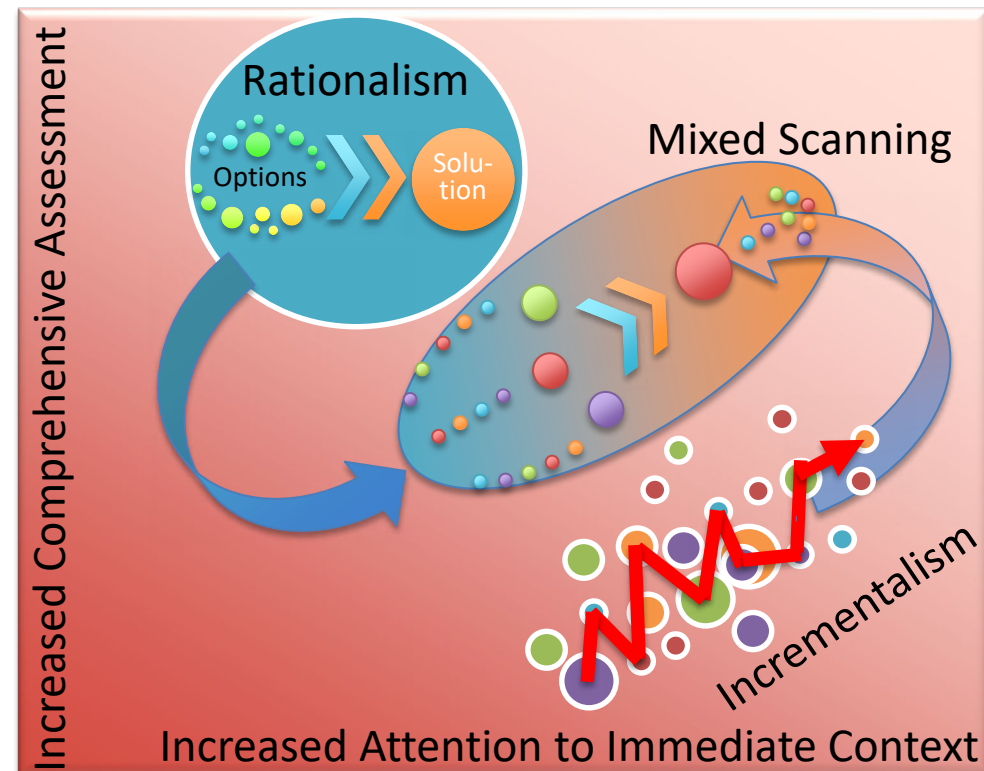 Increased Comprehensive Assessment
Rationalism
Options
Solu-
tion
Mixed Scanning
Incrementalism
Increased Attention to Immediate Context